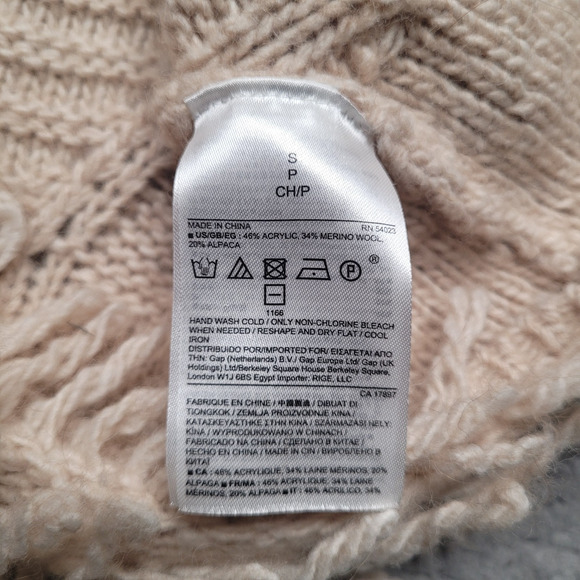 S
P
CH/P
MADE IN CHINA RN 54023
■ US/GB/EG : 46% ACRYLIC, 34% MERINO WOOL,
20% ALPACA
P ®
1166
HAND WASH COLD / ONLY NON-CHLORINE BLEACH
WHEN NEEDED / RESHAPE AND DRY FLAT / COOL
IRON
DISTRIBUIDO POR/IMPORTED FOR/ ΕΙΣΑΓΕΤΑΙ ΑΠΟ
ΤΗΝ: Gap (Netherlands) B.V./ Gap Europe Ltd/ Gap (UK
Holdings) Ltd/Berkeley Square House Berkeley Square,
London W1J 6BS Egypt Importer: RIGE, LLC
CA 17897
FABRIQUÉ EN CHINE / 中國製造 / DIBUAT DI
TIONGKOK / ZEMLJA PROIZVODNJE KINA /
ΚΑΤΑΣΚΕΥΑΣΤΗΚΕ ΣΤΗΝ ΚΙΝΑ / SZÁRMAZÁSI HELY:
KÍNA / WYPRODUKOWANO W CHINACH /
FABRICADO NA CHINA / СДЕЛАНО В КИТАЕ /
HECHO EN CHINA / MADE IN CIN / ВИРОБЛЕНО В
КИТАЇ
■ CA : 46% ACRYLIQUE, 34% LAINE MÉRINOS, 20%
ALPAGA ■ FR/MA : 46% ACRYLIQUE, 34% LAINE
MÉRINOS, 20% ALPAGA ■ IT : 46% ACRILICO, 34%